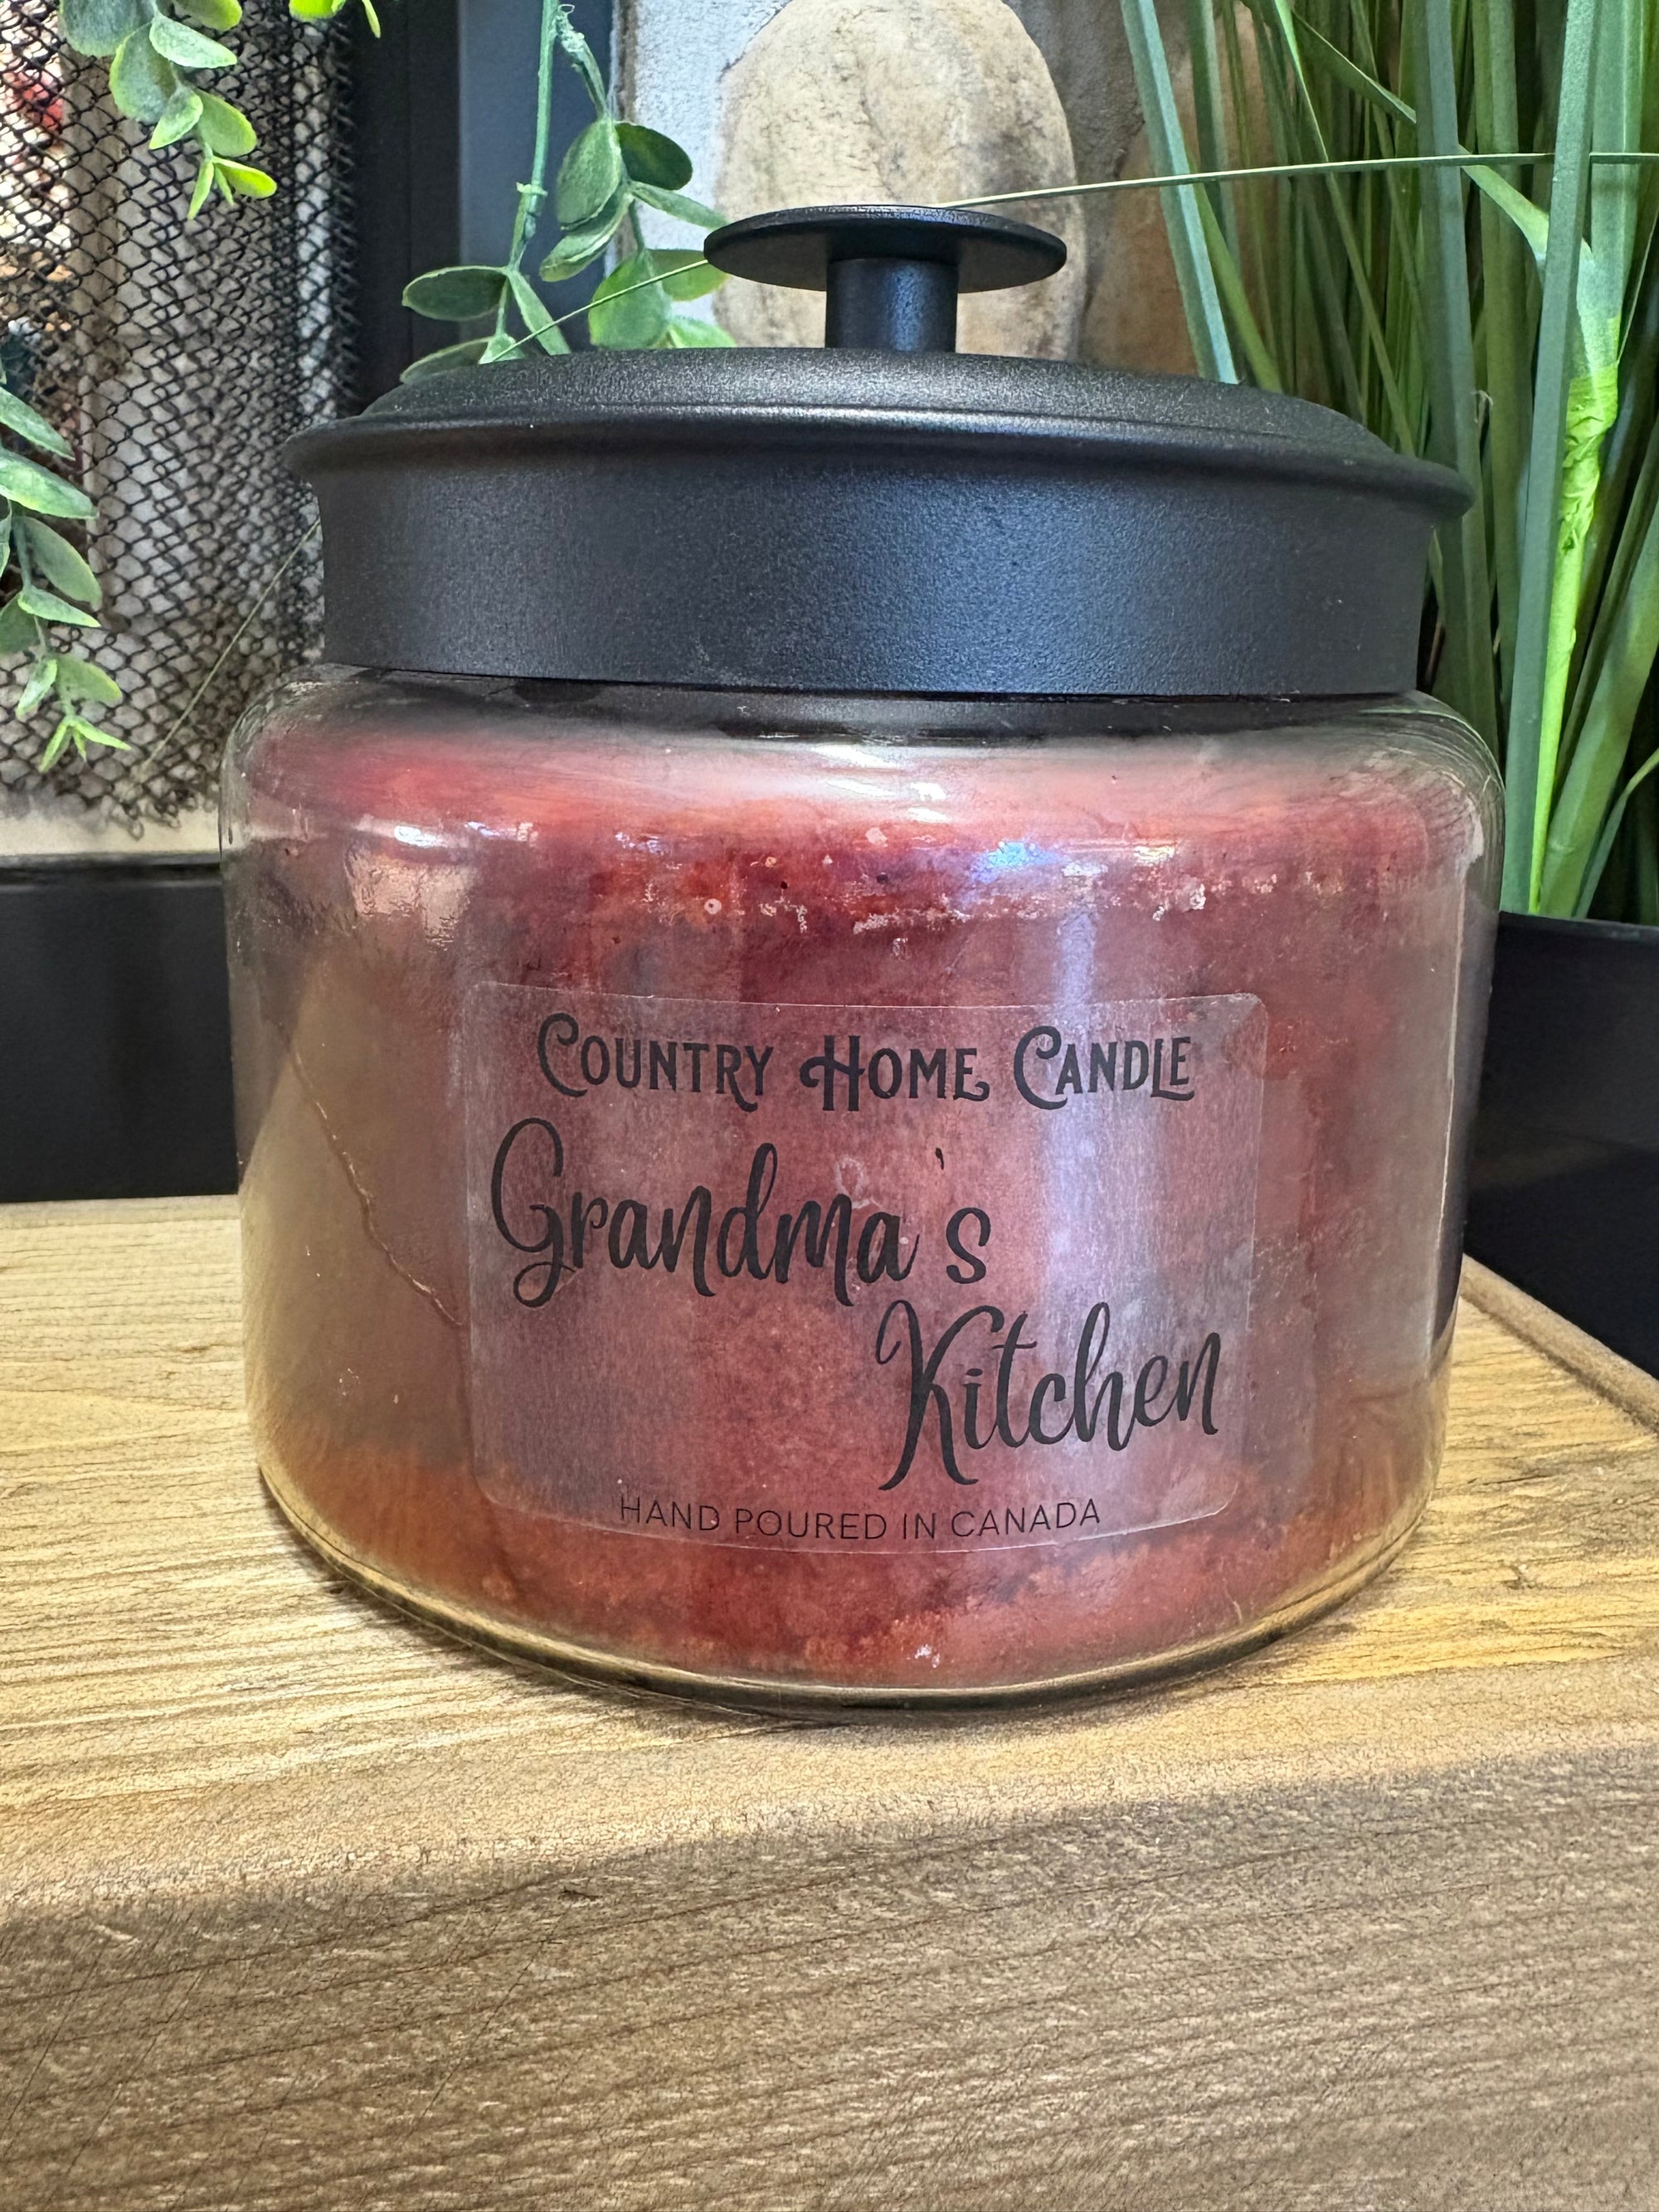 Country Home Candle
Grandma's
Kitchen
HAND POURED IN CANADA